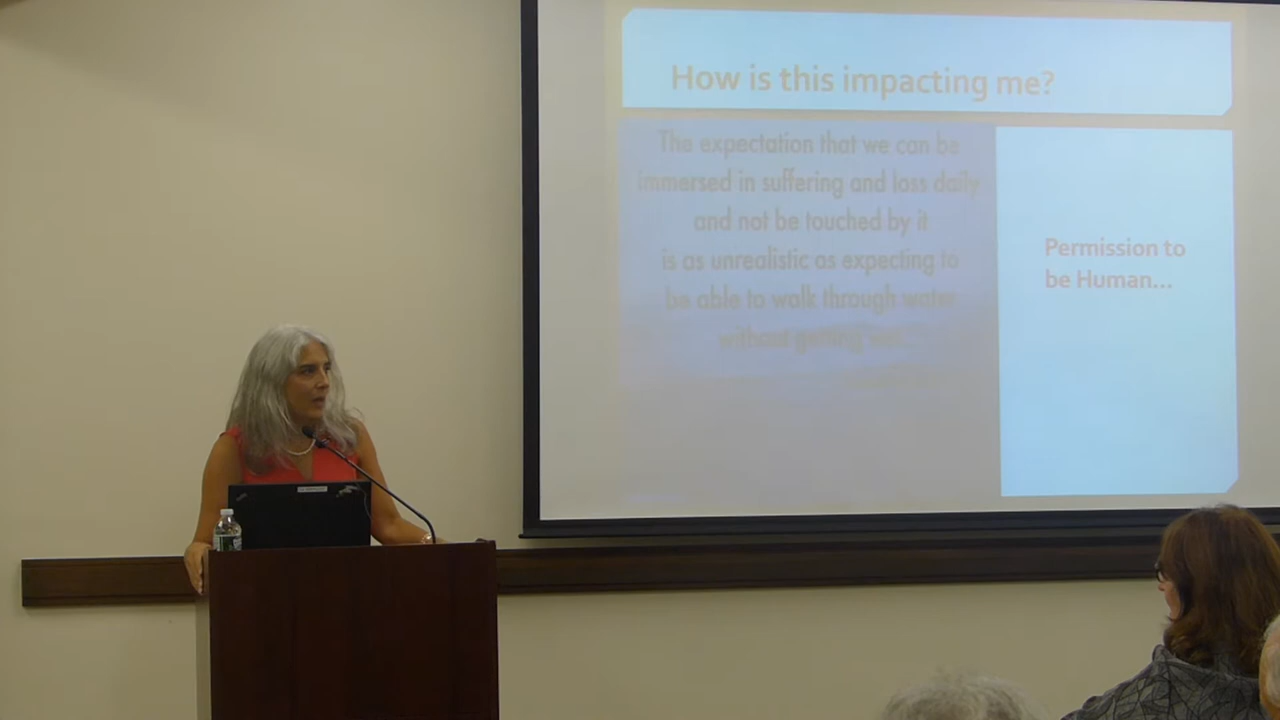 How is this impacting me?
The expectation that we can be
immersed in suffering and loss daily
and not be touched by it
is as unrealistic as expecting to
be able to walk through water
without getting wet...
Permission to
be Human...